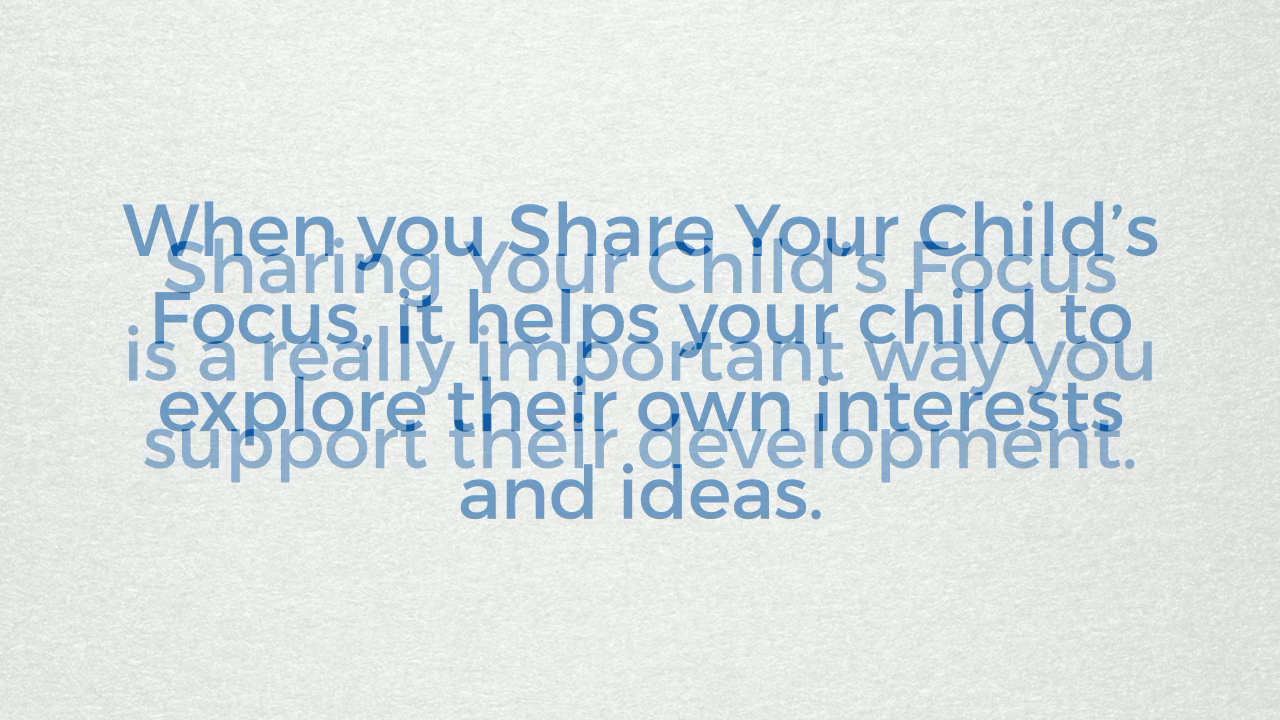 When you Share Your Child’s
Focus, it helps your child to
explore their own interests
and ideas.
Sharing Your Child’s Focus
is a really important way you
support their development.